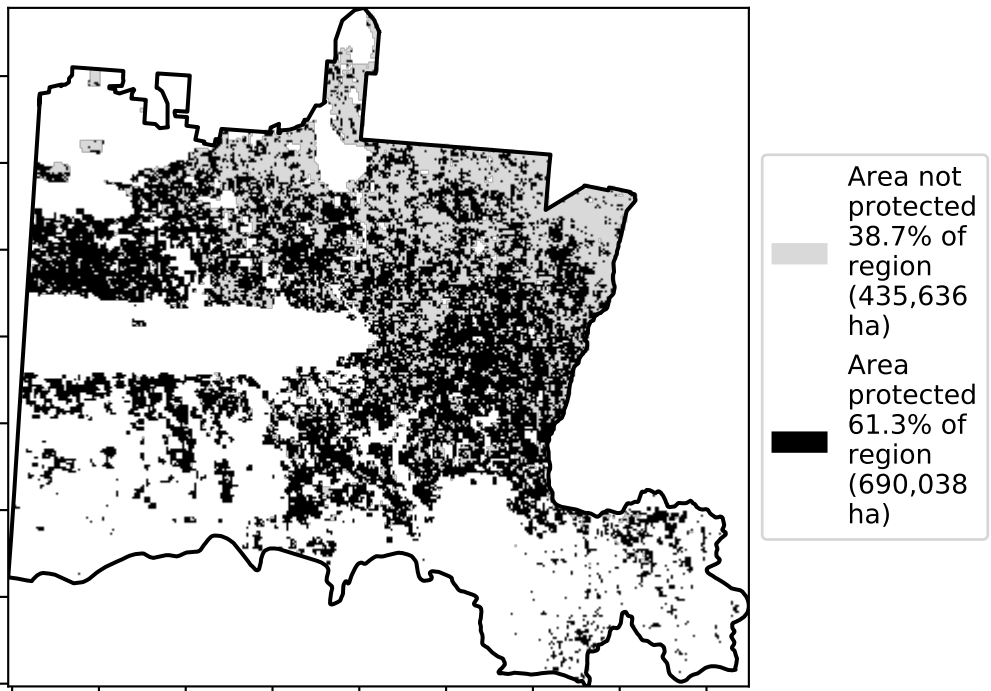 Area not
protected
38.7% of
region
(435,636
ha)
Area
protected
61.3% of
region
(690,038
ha)